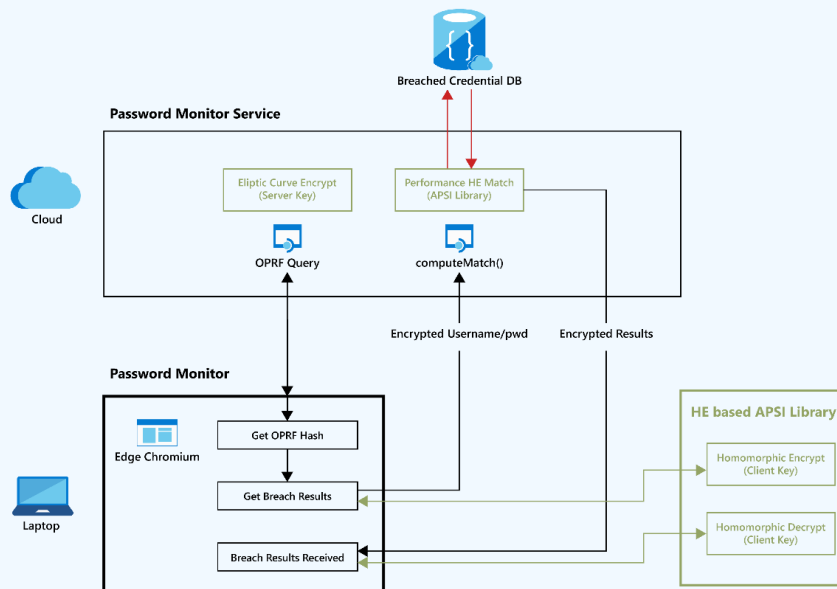 Breached Credential DB
Password Monitor Service
Eliptic Curve Encrypt
(Server Key)
Performance HE Match
(APSI Library)
Cloud
OPRF Query
computeMatch()
Encrypted Username/pwd
Encrypted Results
Password Monitor
HE based APSI Library
Get OPRF Hash
Edge Chromium
Homomorphic Encrypt
(Client Key)
Get Breach Results
Laptop
Homomorphic Decrypt
(Client Key)
Breach Results Received